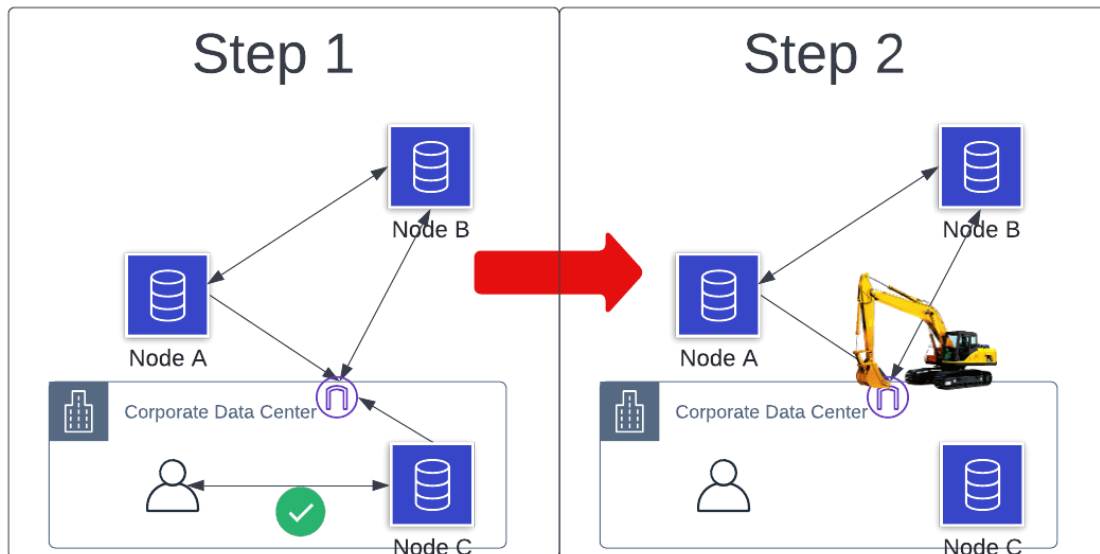 Step 1
Node B
Node A
Corporate Data Center
Node C
Step 2
Node B
Node A
Corporate Data Center
Node C